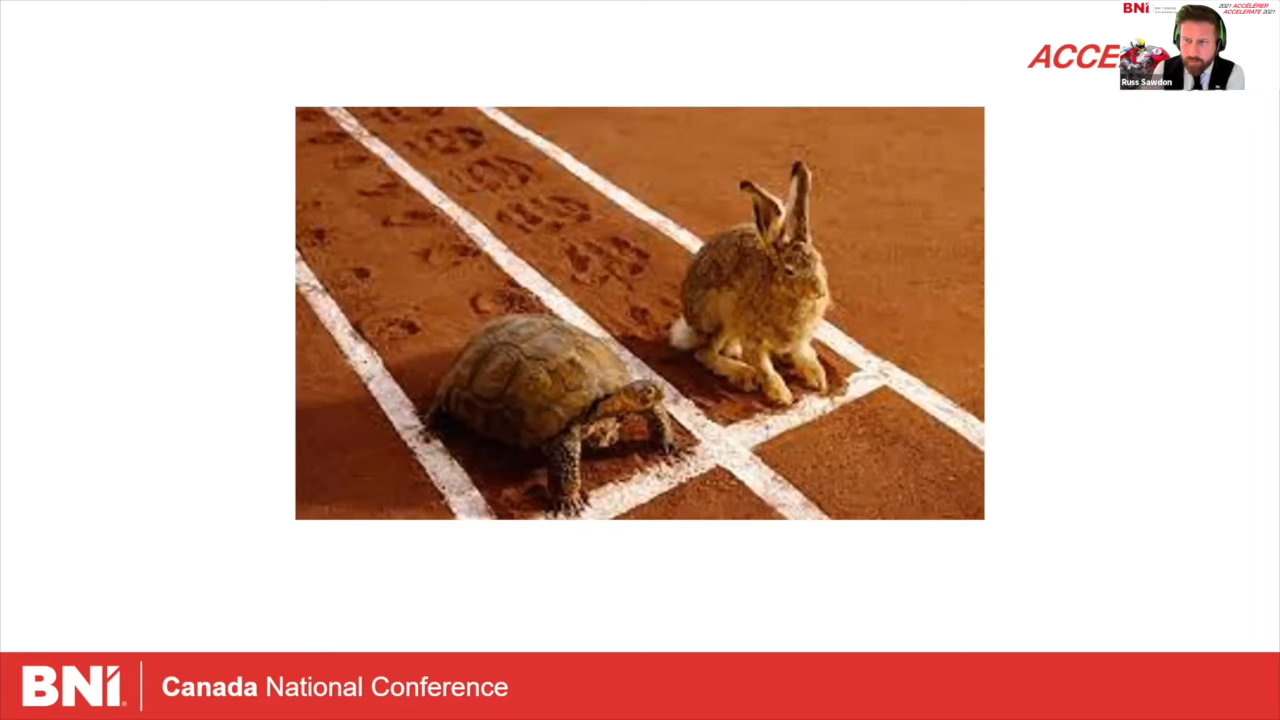 BNI
2021 ACCÉLÉRER
ACCELERATE 2021
ACCE
Russ Sawdon
BNI®
Canada National Conference